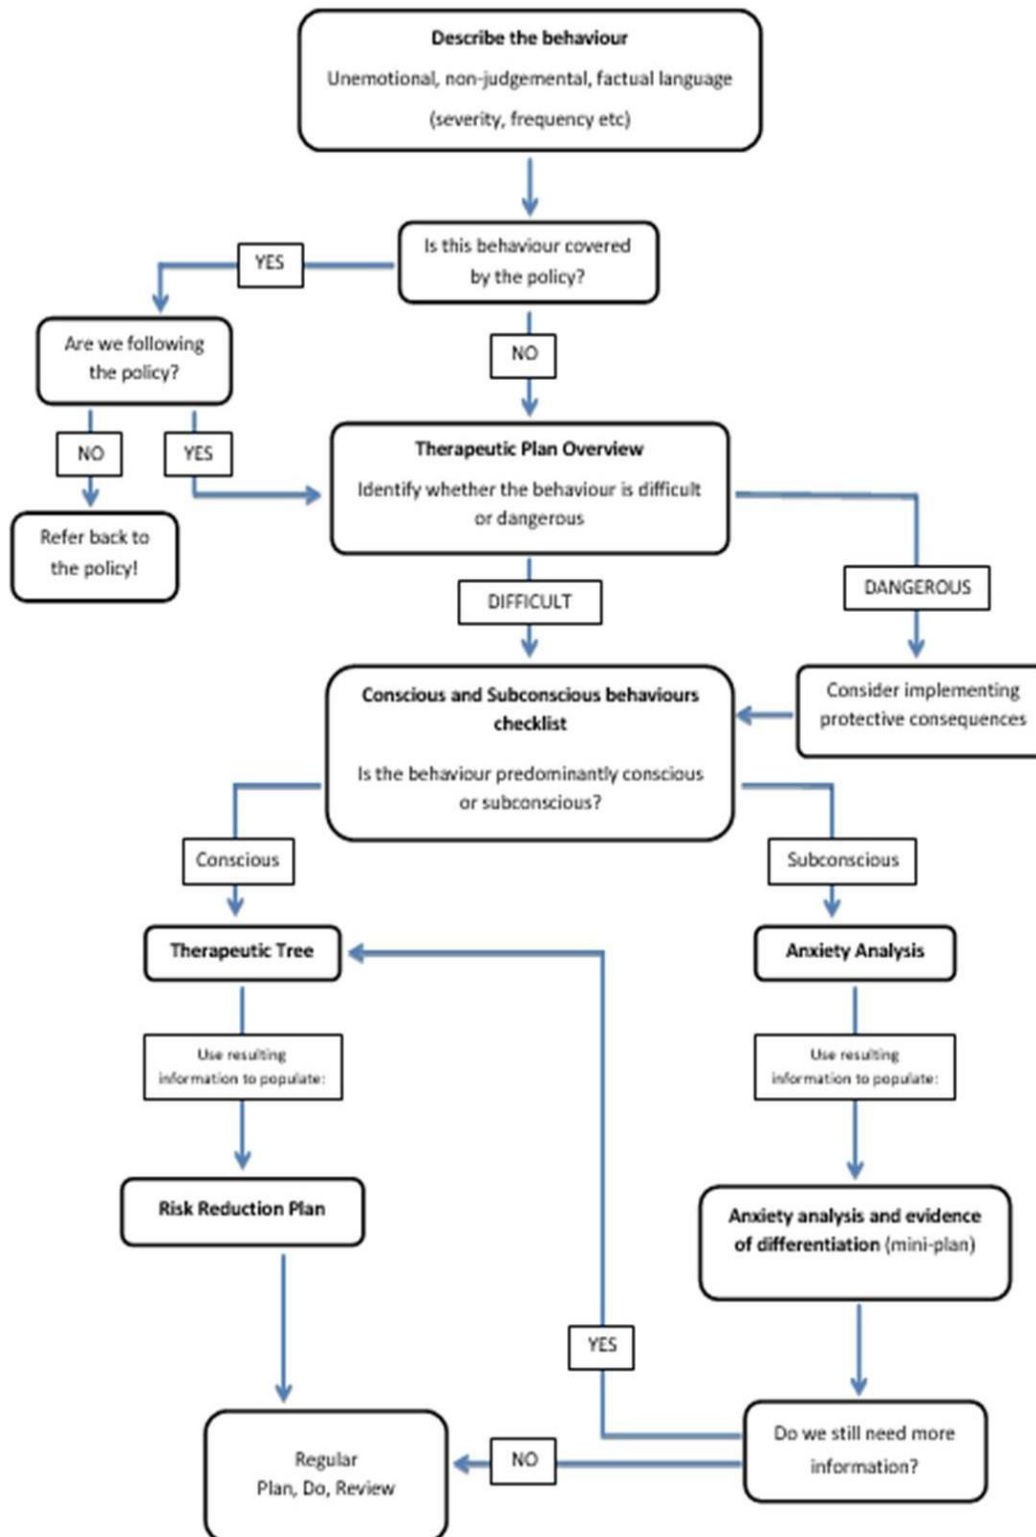 Describe the behaviour
Unemotional, non-judgemental, factual language
(severity, frequency etc)
Is this behaviour covered
by the policy?
YES
Are we following
the policy?
NO
NO
YES
Therapeutic Plan Overview
Identify whether the behaviour is difficult
or dangerous
Refer back to
the policy!
DIFFICULT
DANGEROUS
Conscious and Subconscious behaviours
checklist
Is the behaviour predominantly conscious
or subconscious?
Consider implementing
protective consequences
Conscious
Subconscious
Therapeutic Tree
Anxiety Analysis
Use resulting
information to populate:
Use resulting
information to populate:
Risk Reduction Plan
Anxiety analysis and evidence
of differentiation (mini-plan)
YES
Do we still need more
information?
NO
Regular
Plan, Do, Review